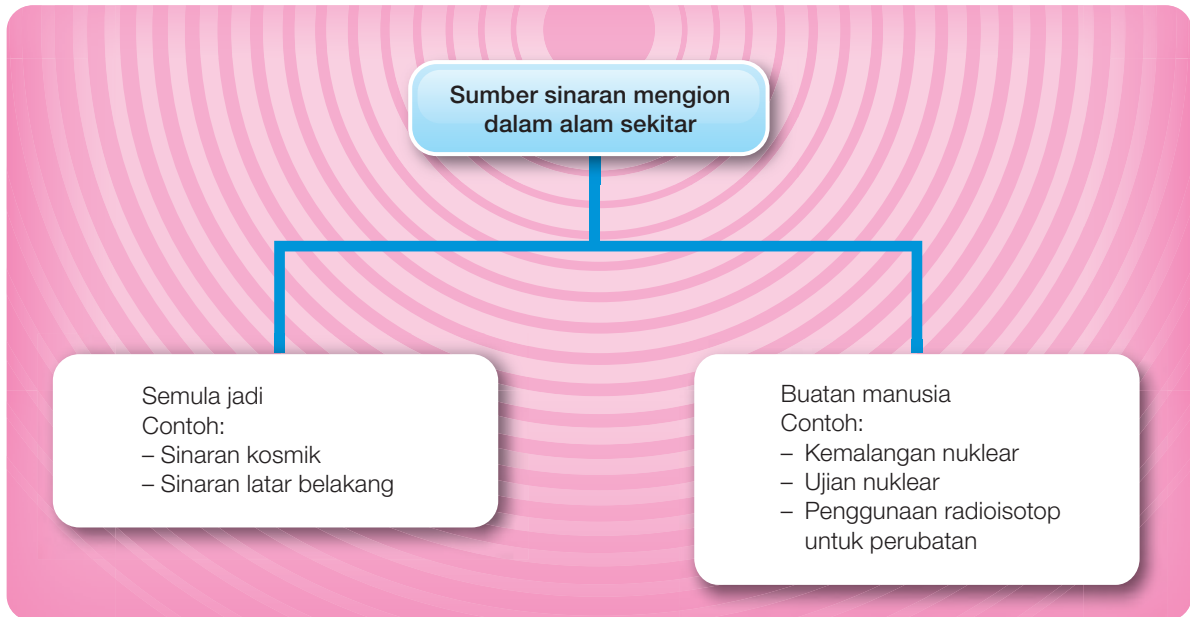 Sumber sinaran mengion
dalam alam sekitar
Semula jadi
Contoh:
– Sinaran kosmik
– Sinaran latar belakang
Buatan manusia
Contoh:
– Kemalangan nuklear
– Ujian nuklear
– Penggunaan radioisotop
untuk perubatan